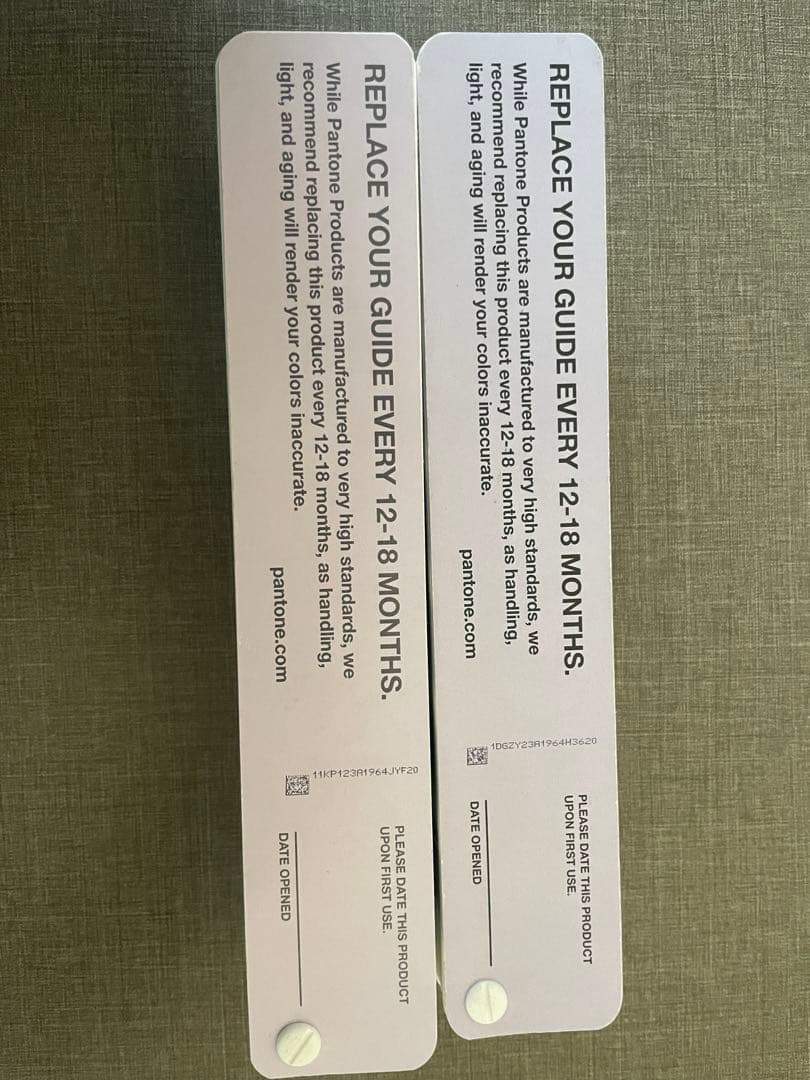 REPLACE YOUR GUIDE EVERY 12-18 MONTHS.
While Pantone Products are manufactured to very high standards, we
recommend replacing this product every 12-18 months, as handling,
light, and aging will render your colors inaccurate.
pantone.com
1DGZY23A1964H3620
PLEASE DATE THIS PRODUCT
UPON FIRST USE.
DATE OPENED
REPLACE YOUR GUIDE EVERY 12-18 MONTHS.
While Pantone Products are manufactured to very high standards, we
recommend replacing this product every 12-18 months, as handling,
light, and aging will render your colors inaccurate.
pantone.com
11KP123A1964JYF20
PLEASE DATE THIS PRODUCT
UPON FIRST USE.
DATE OPENED